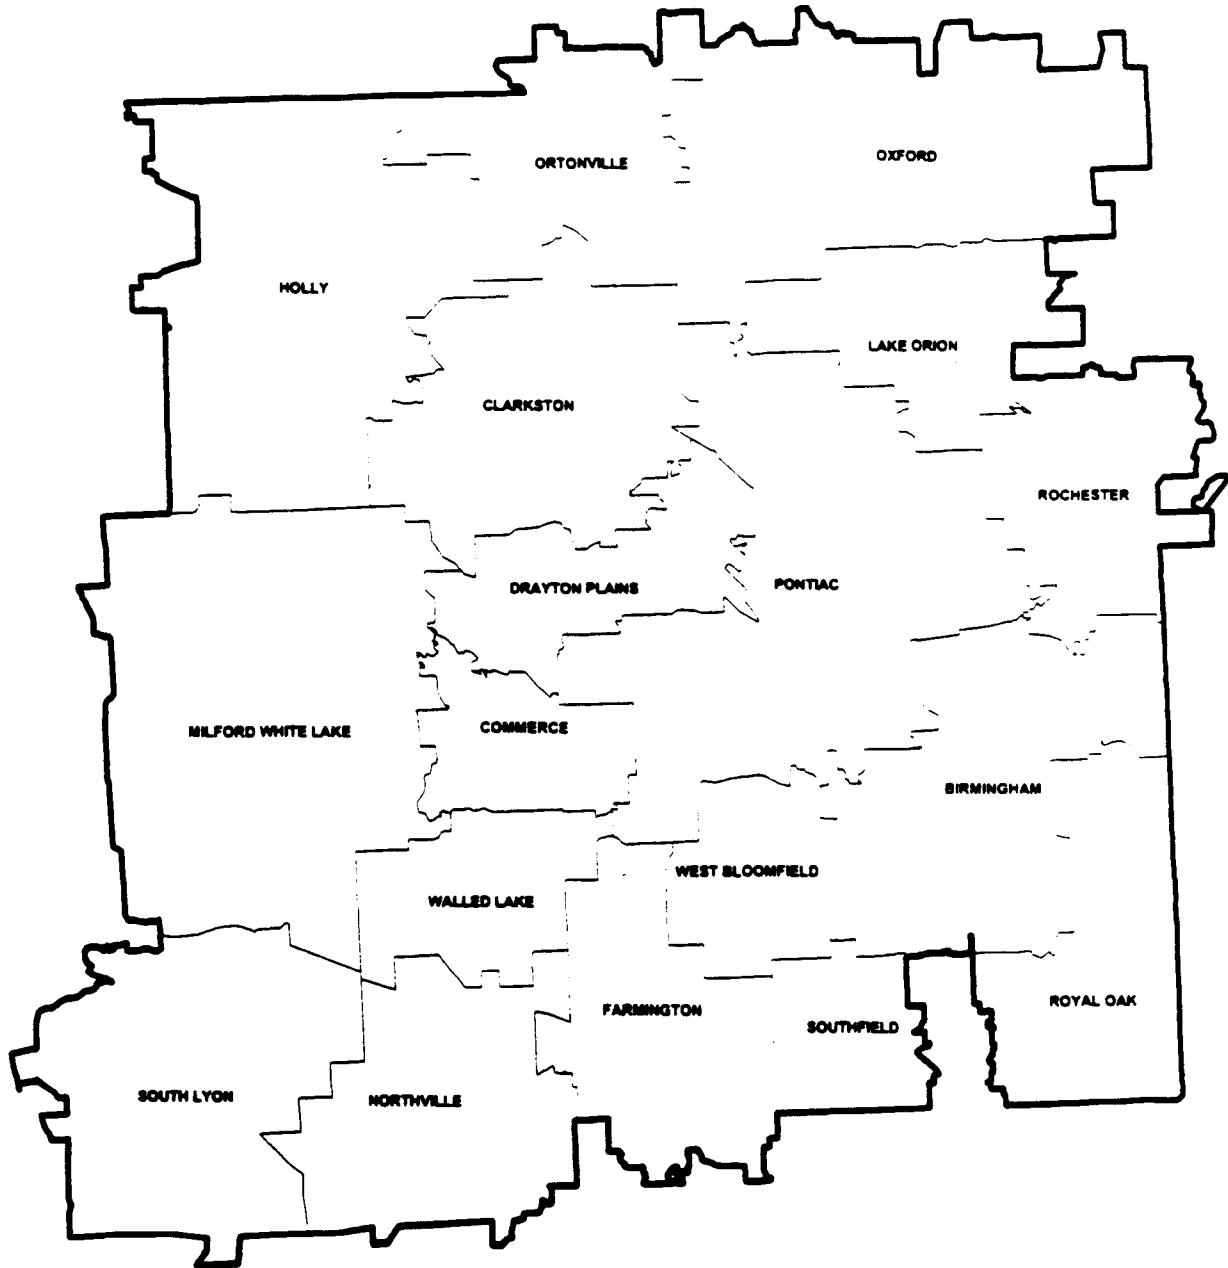 ORTONVILLE
OXFORD
HOLLY
LAKE ORION
CLARKSTON
ROCHESTER
DRAYTON PLAINS
PONTIAC
MILFORD WHITE LAKE
COMMERCE
BIRMINGHAM
WEST BLOOMFIELD
WALLED LAKE
ROYAL OAK
FARMINGTON
SOUTHFIELD
SOUTH LYON
NORTHVILLE